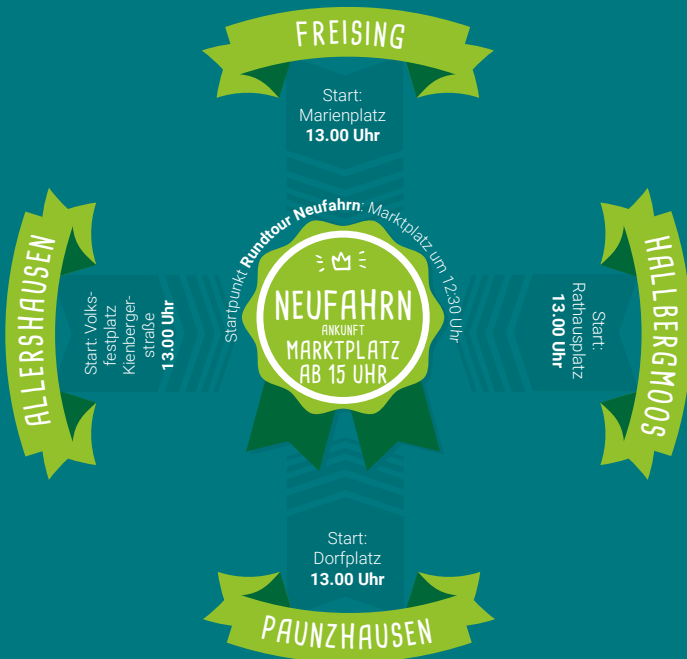 FREISING
Start:
Marienplatz
13.00 Uhr
ALLERSHAUSEN
Start: Volks-
festplatz
Kienberger-
straße
13.00 Uhr
Startpunkt Rundtour Neufahrn: Marktplatz um 12:30 Uhr
NEUFAHRN
ANKUNFT
MARKTPLATZ
AB 15 UHR
Start:
Rathausplatz
13.00 Uhr
HALLBERGMOOS
Start:
Dorfplatz
13.00 Uhr
PAUNZHAUSEN